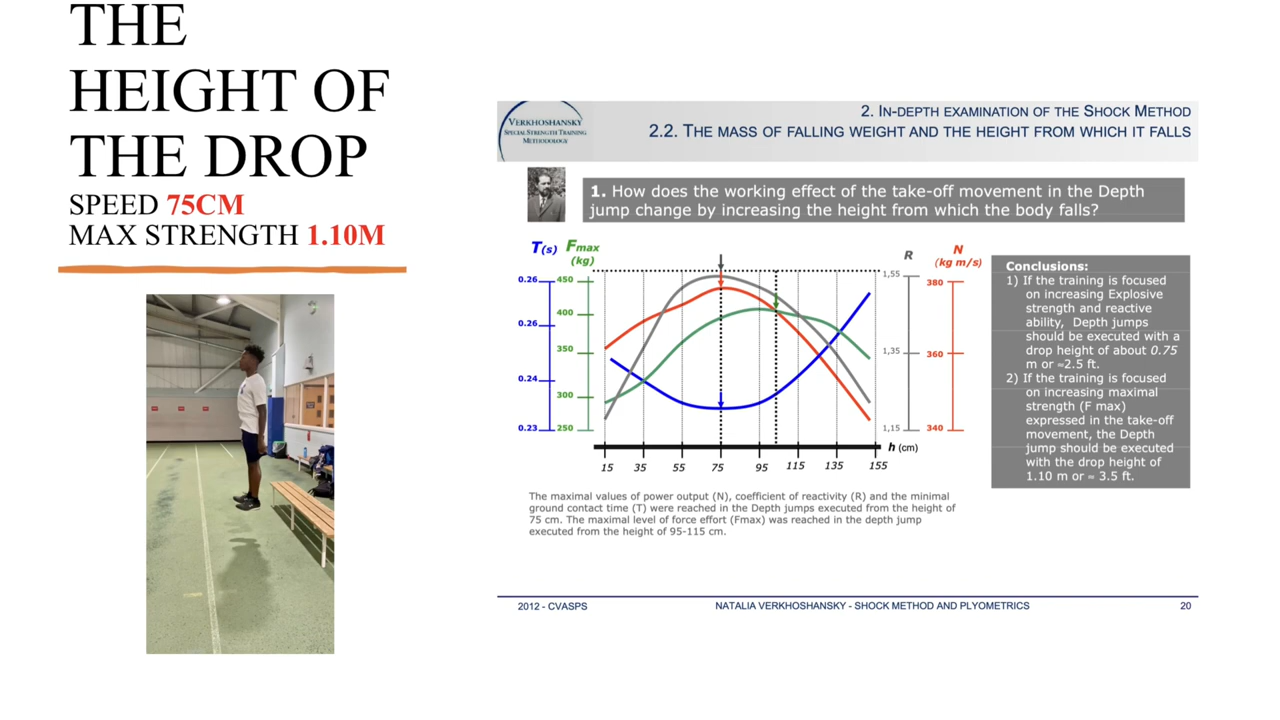 THE
HEIGHT OF
THE DROP
SPEED 75CM
MAX STRENGTH 1.10M
VERKHOSHANSKY
SPECIAL STRENGTH TRAINING
METHODOLOGY
2. IN-DEPTH EXAMINATION OF THE SHOCK METHOD
2.2. THE MASS OF FALLING WEIGHT AND THE HEIGHT FROM WHICH IT FALLS
1. How does the working effect of the take-off movement in the Depth
jump change by increasing the height from which the body falls?
T(s) Fmax (kg)
R
N (kg m/s)
0.26 450
0.26 400
350
0.24
300
0.23 250
1,55 380
1,35 360
1,15 340
h (cm)
15 35 55 75 95 115 135 155
Conclusions:
1) If the training is focused
on increasing Explosive
strength and reactive
ability, Depth jumps
should be executed with a
drop height of about 0.75
m or ≈2.5 ft.
2) If the training is focused
on increasing maximal
strength (F max)
expressed in the take-off
movement, the Depth
jump should be executed
with the drop height of
1.10 m or ≈ 3.5 ft.
The maximal values of power output (N), coefficient of reactivity (R) and the minimal
ground contact time (T) were reached in the Depth jumps executed from the height of
75 cm. The maximal level of force effort (Fmax) was reached in the depth jump
executed from the height of 95-115 cm.
2012 - CVASPS
NATALIA VERKHOSHANSKY - SHOCK METHOD AND PLYOMETRICS
20